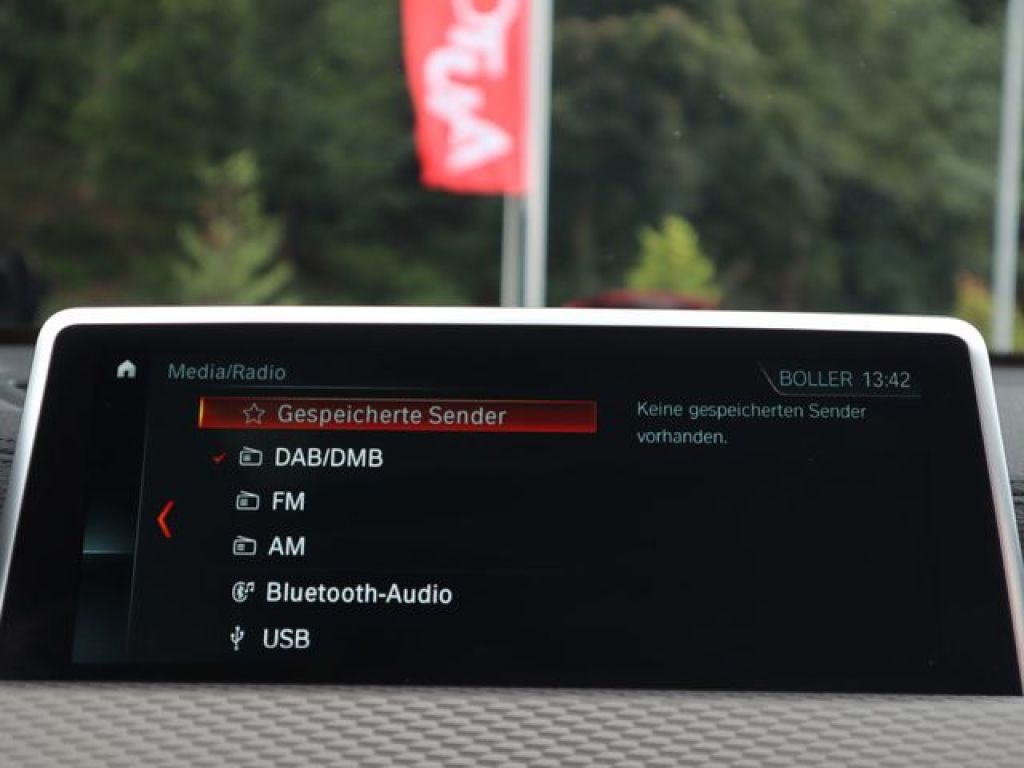 Media/Radio
BOLLER 13:42
Gespeicherte Sender
Keine gespeicherten Sender
vorhanden.
DAB/DMB
FM
AM
Bluetooth-Audio
USB